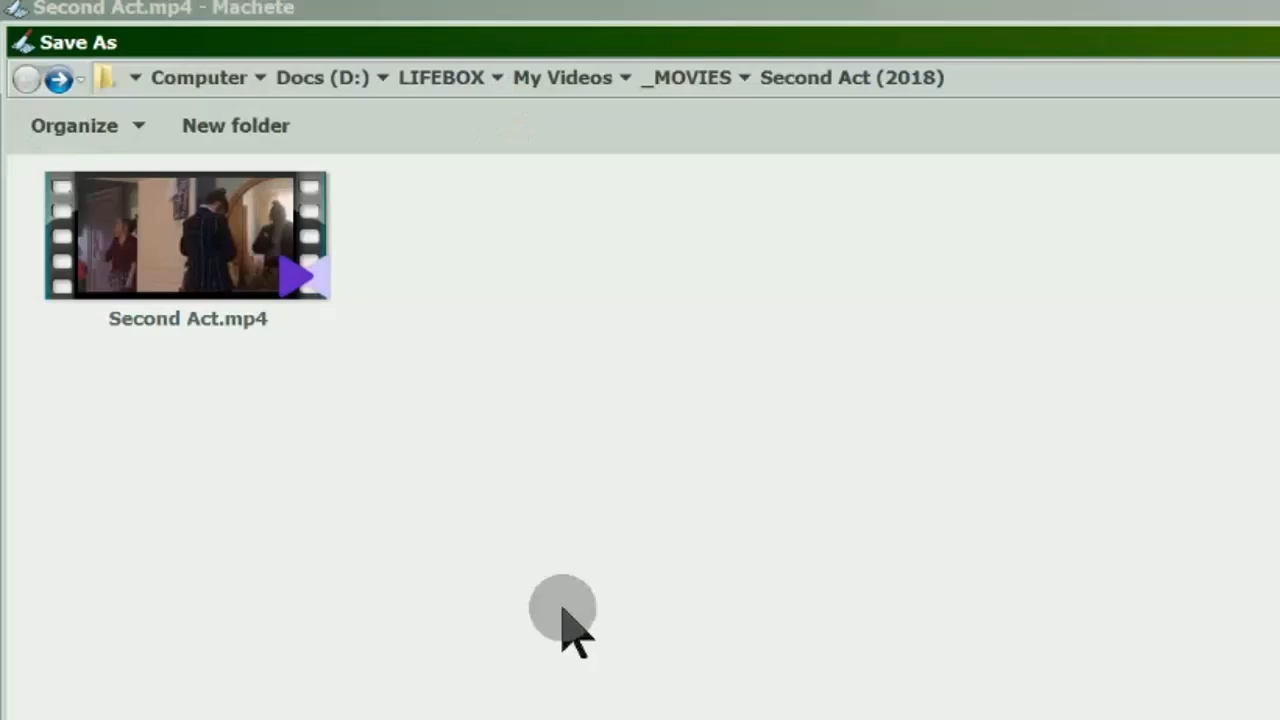 Second Act.mp4 - Machete
Save As
Computer Docs (D:) LIFEBOX My Videos _MOVIES Second Act (2018)
Organize New folder
Second Act.mp4